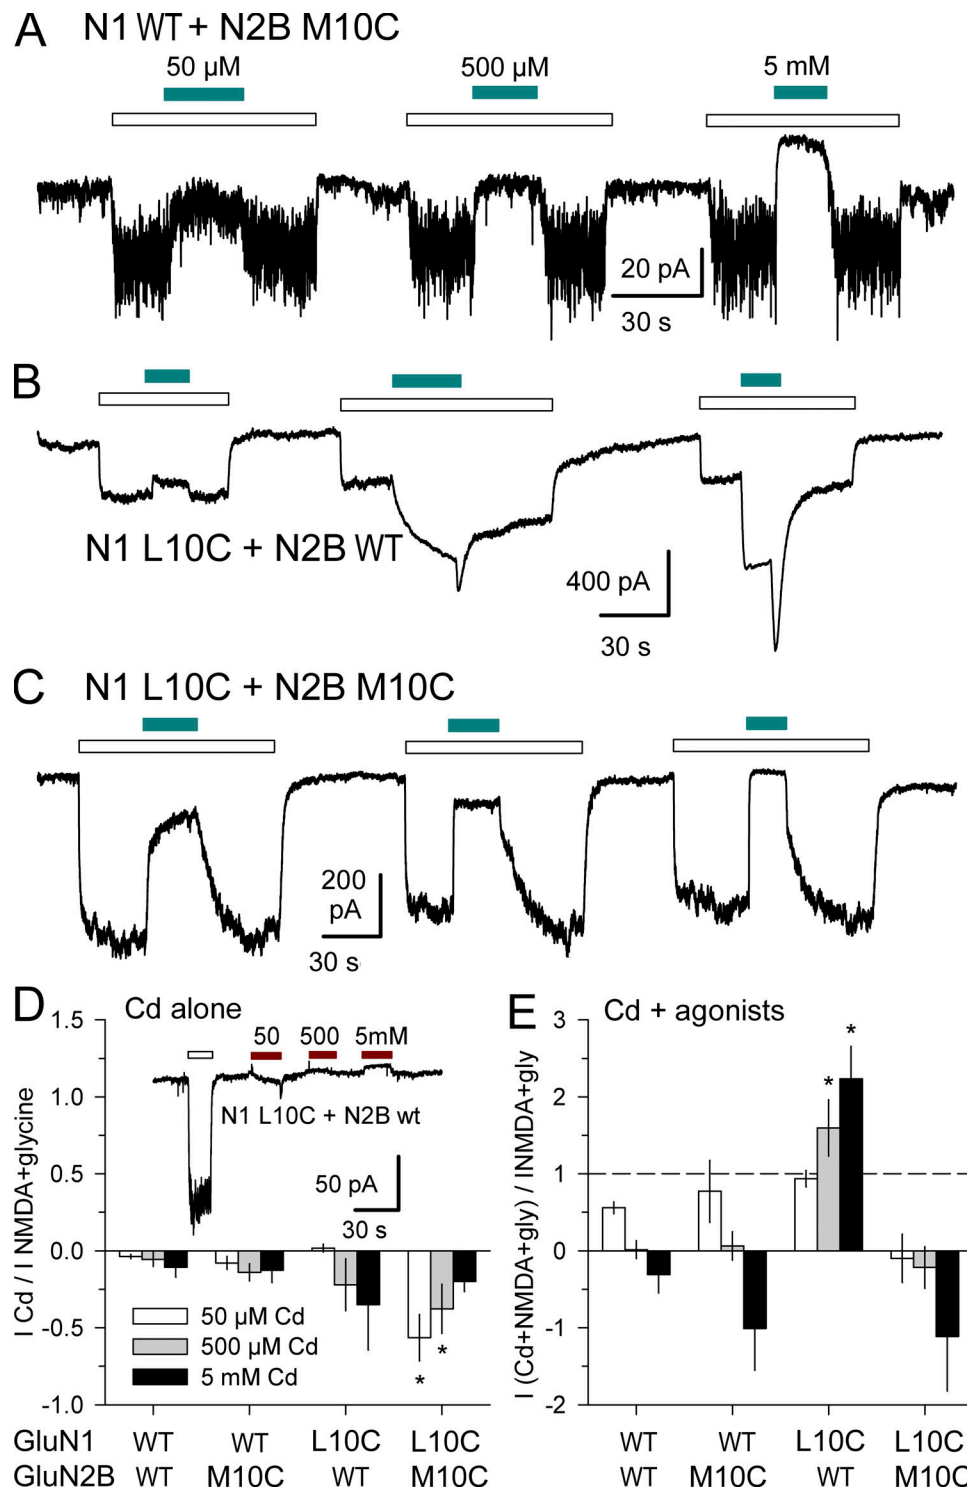 A N1 WT + N2B M10C
50 µM 500 µM 5 mM
20 pA
30 s
B
N1 L10C + N2B WT
400 pA
30 s
C N1 L10C + N2B M10C
200
pA
30 s
D Cd alone
I Cd / I NMDA+glycine
1.5
1.0
0.5
0.0
-0.5
-1.0
50 500 5mM
N1 L10C + N2B wt
50 pA
30 s
50 µM Cd
500 µM Cd
5 mM Cd
* *
E Cd + agonists
I (Cd+NMDA+gly) / INMDA+gly
3
2
1
0
-1
-2
* *
GluN1 WT WT L10C L10C WT WT L10C L10C
GluN2B WT M10C WT M10C WT M10C WT M10C